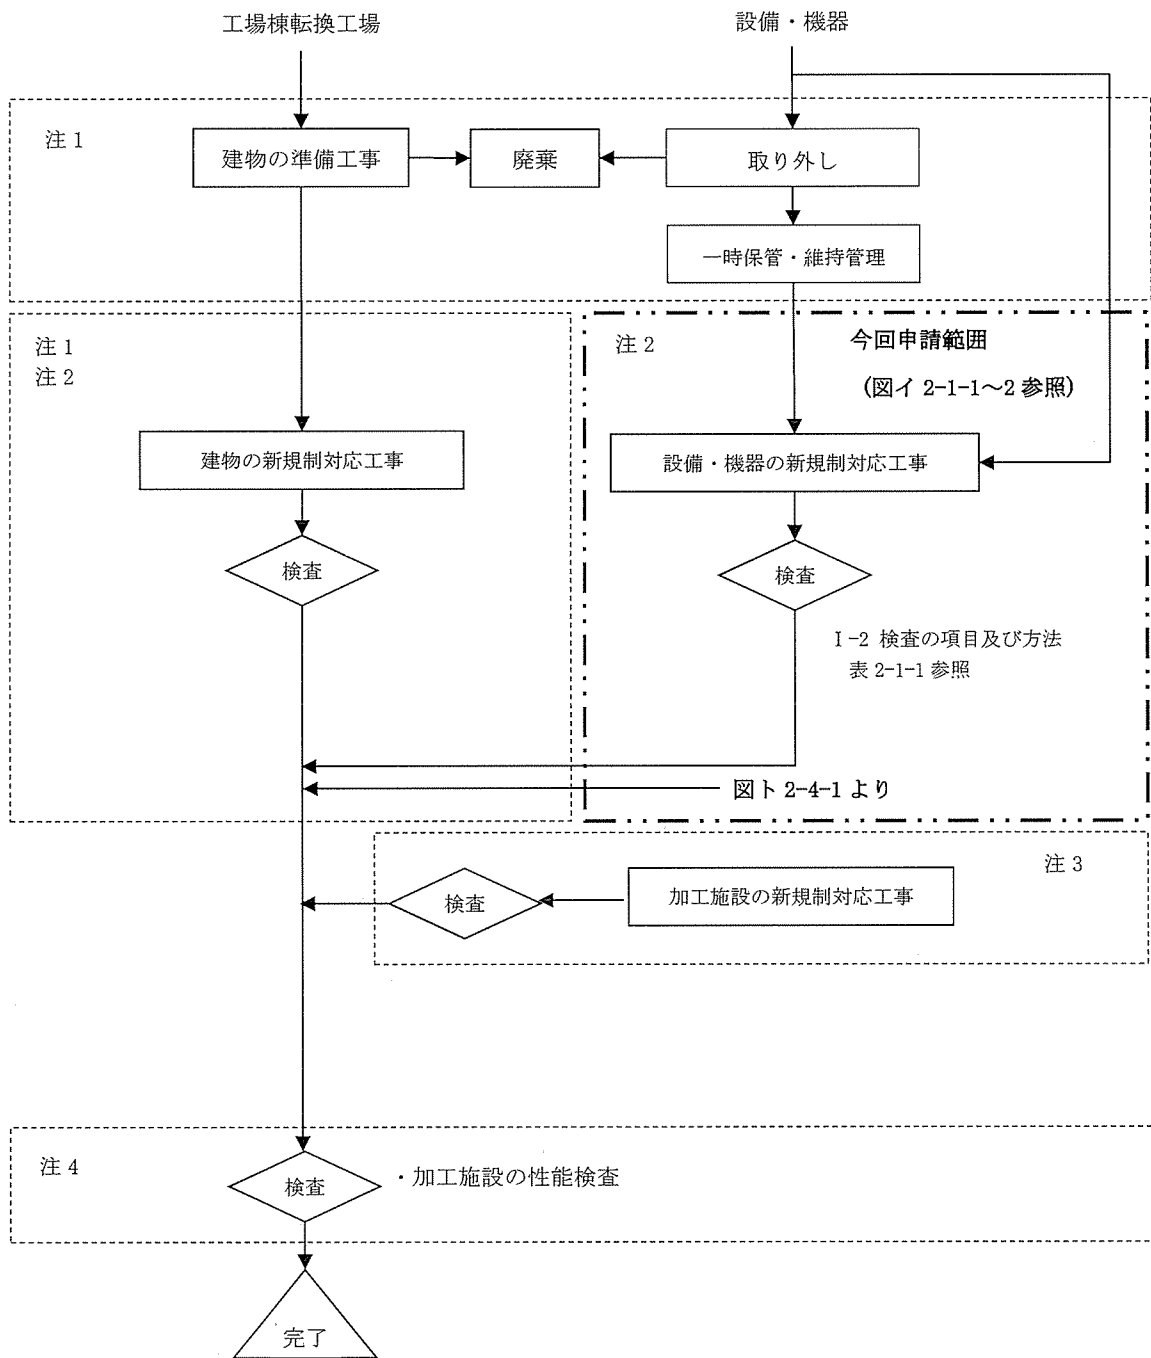 工場棟転換工場
設備・機器
注 1
建物の準備工事
廃棄
取り外し
一時保管・維持管理
注 1
注 2
注 2
今回申請範囲
(図イ 2-1-1～2 参照)
建物の新規制対応工事
設備・機器の新規制対応工事
検査
検査
Ⅰ-2 検査の項目及び方法
表 2-1-1 参照
図ト 2-4-1 より
注 3
検査
加工施設の新規制対応工事
注 4
検査
・加工施設の性能検査
完了